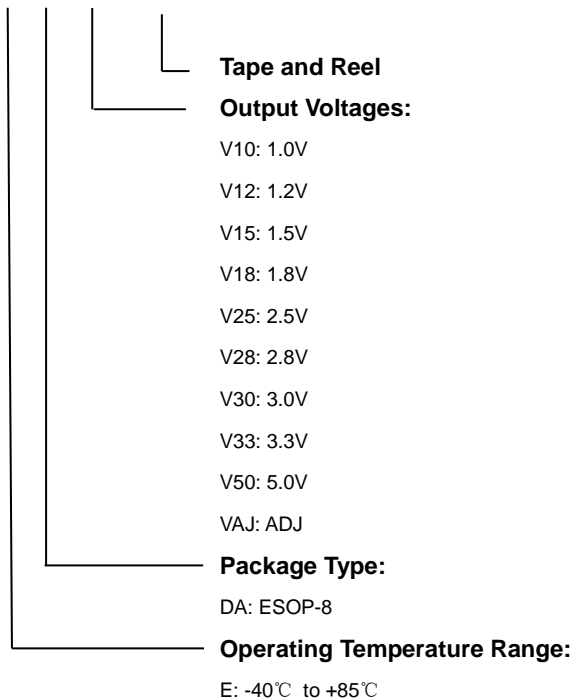 Tape and Reel
Output Voltages:
V10: 1.0V
V12: 1.2V
V15: 1.5V
V18: 1.8V
V25: 2.5V
V28: 2.8V
V30: 3.0V
V33: 3.3V
V50: 5.0V
VAJ: ADJ
Package Type:
DA: ESOP-8
Operating Temperature Range:
E: -40℃ to +85℃